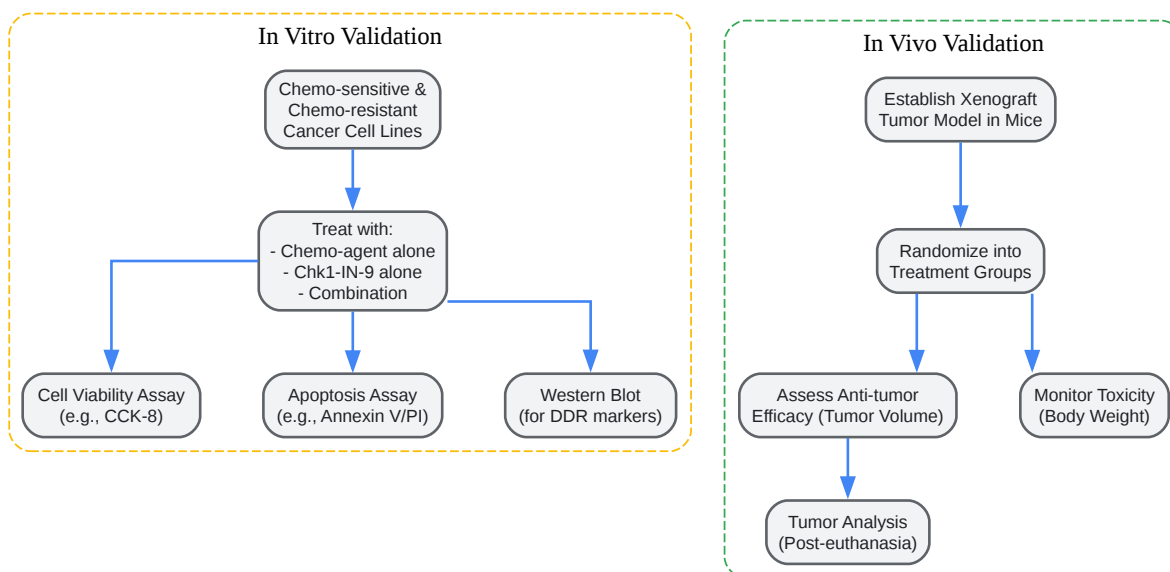 In Vitro Validation
Chemo-sensitive &
Chemo-resistant
Cancer Cell Lines
Treat with:
- Chemo-agent alone
- Chk1-IN-9 alone
- Combination
Cell Viability Assay
(e.g., CCK-8)
Apoptosis Assay
(e.g., Annexin V/PI)
Western Blot
(for DDR markers)
In Vivo Validation
Establish Xenograft
Tumor Model in Mice
Randomize into
Treatment Groups
Assess Anti-tumor
Efficacy (Tumor Volume)
Monitor Toxicity
(Body Weight)
Tumor Analysis
(Post-euthanasia)